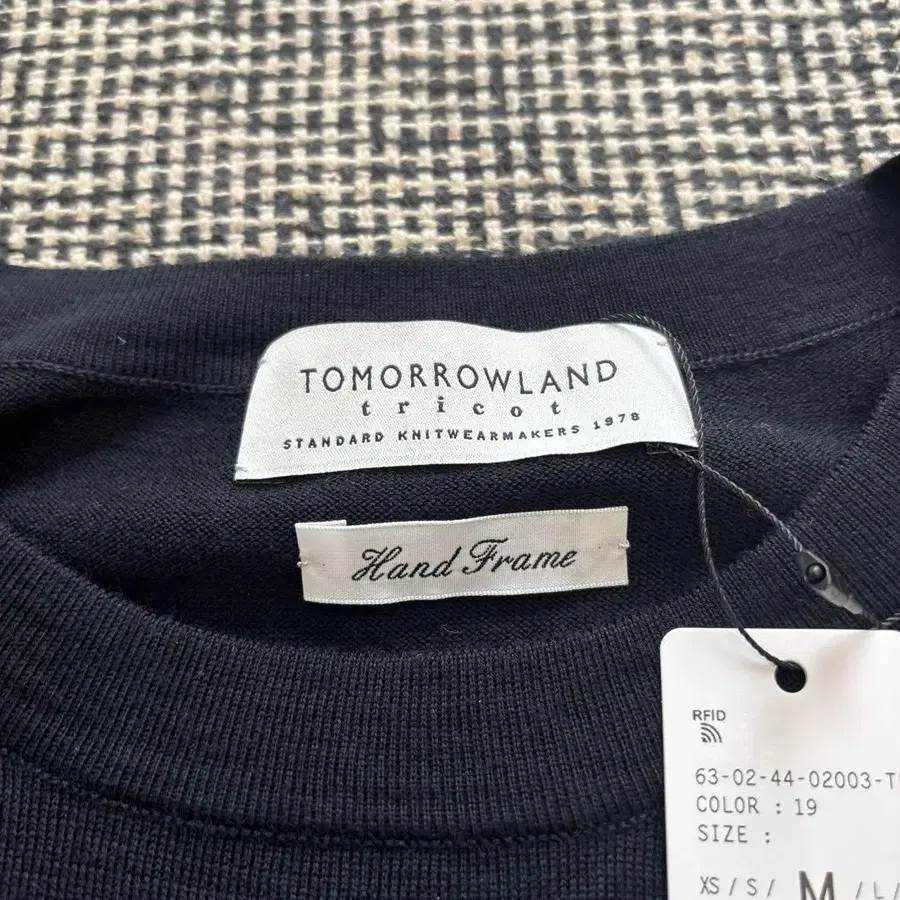 TOMORROWLAND
tricot
STANDARD KNITWEARMAKERS 1978
Hand Frame
RFID
63-02-44-02003-T
COLOR : 19
SIZE :
XS / S / M / L /